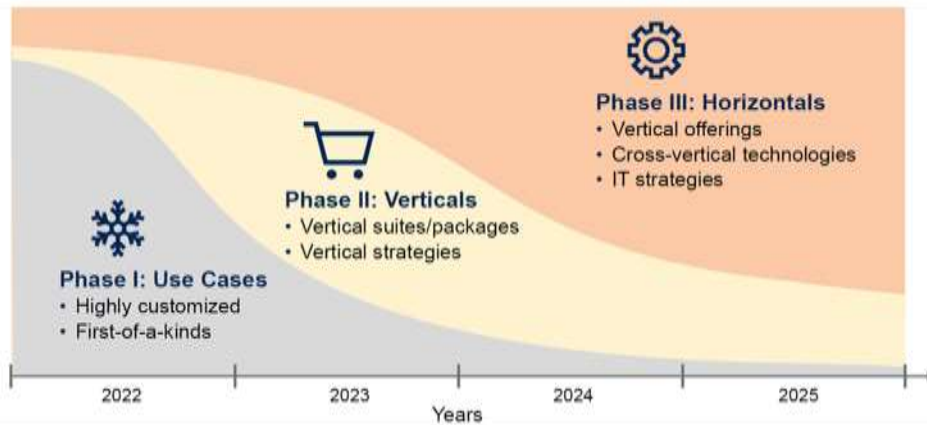 Phase III: Horizontals
• Vertical offerings
• Cross-vertical technologies
• IT strategies
Phase II: Verticals
• Vertical suites/packages
• Vertical strategies
Phase I: Use Cases
• Highly customized
• First-of-a-kinds
2022 2023 2024 2025
Years